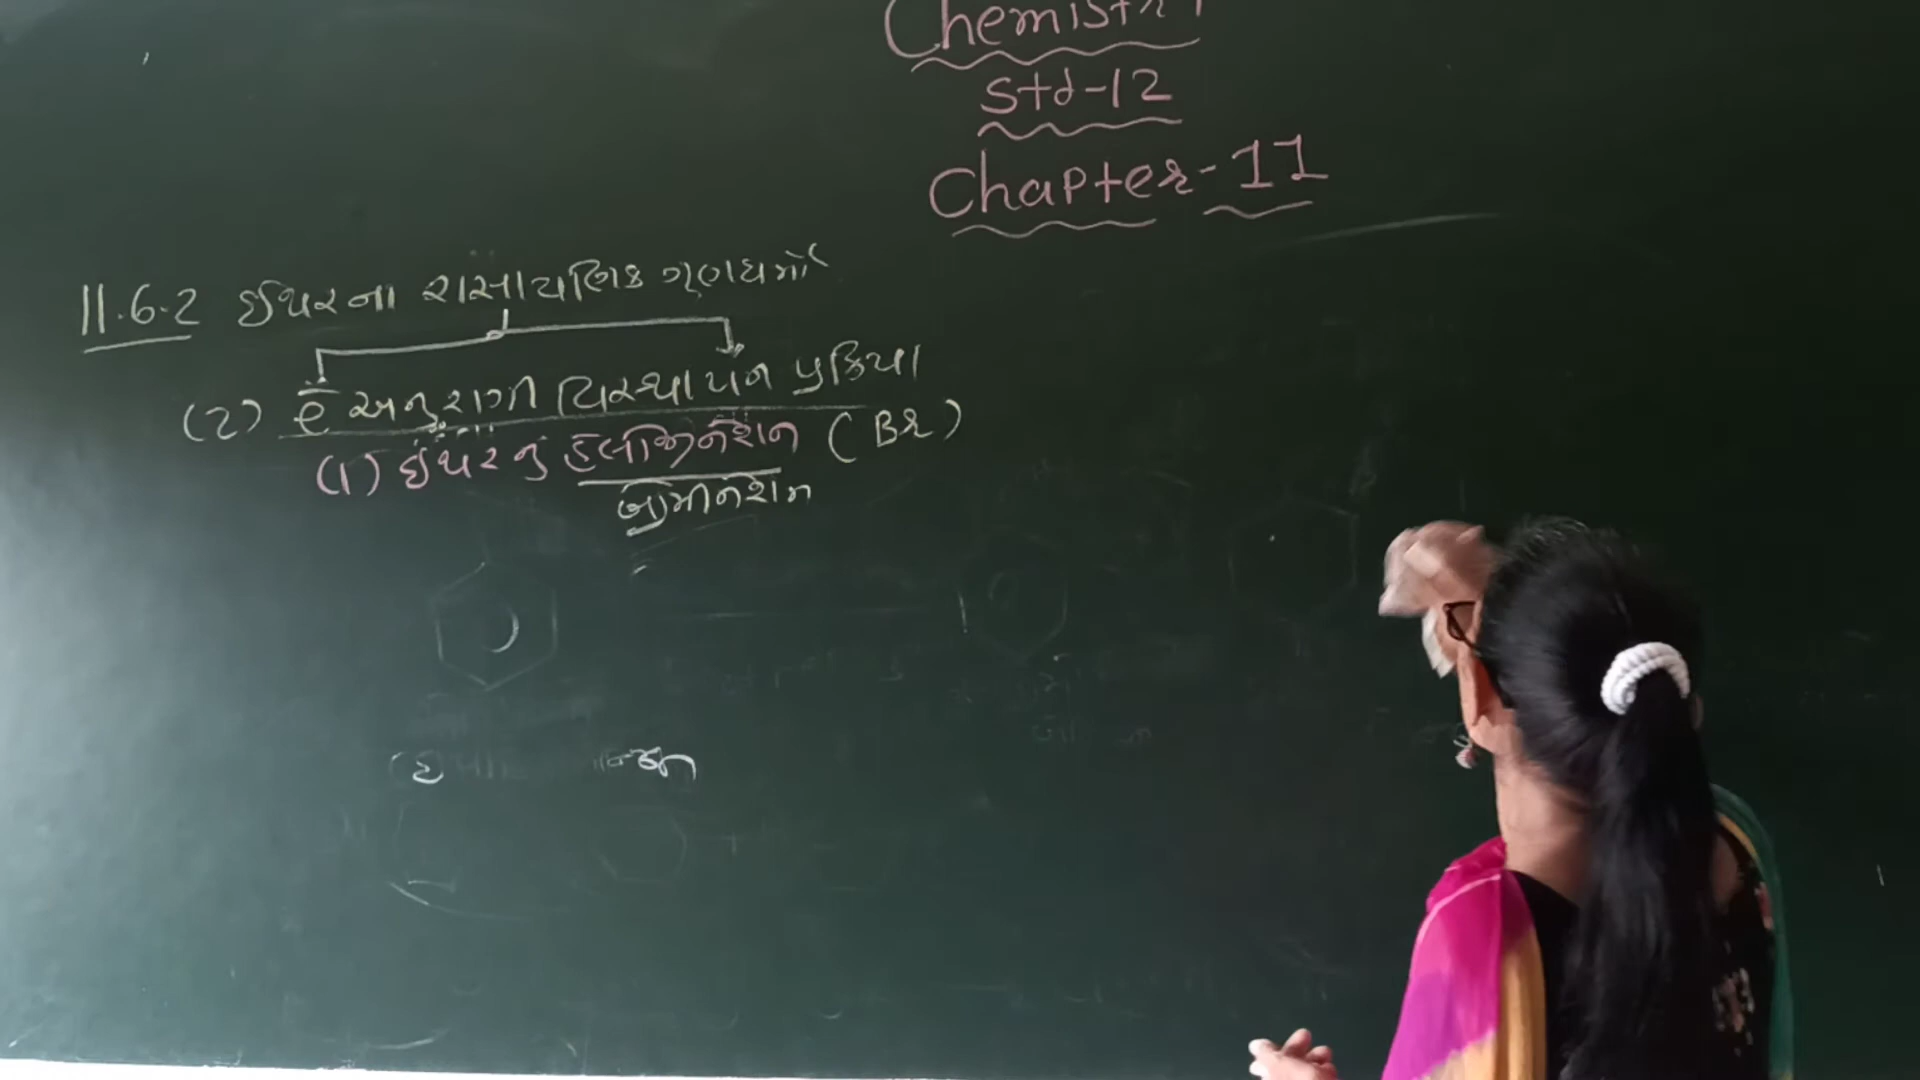 Chemistry
Std-12
Chapter-11
11.6.2 ઈથરના રાસાયણિક ગુણધર્મો
(2) ē અનુરાગી વિસ્થાપન પ્રક્રિયા
(1) ઈથરનું હેલોજિનેશન (Br)
બ્રોમીનેશન